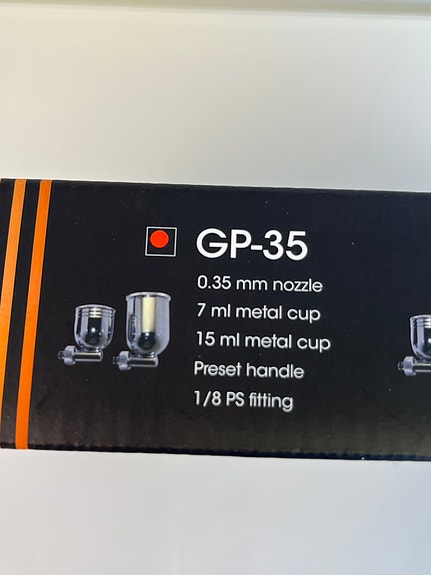 GP-35
0.35 mm nozzle
7 ml metal cup
15 ml metal cup
Preset handle
1/8 PS fitting